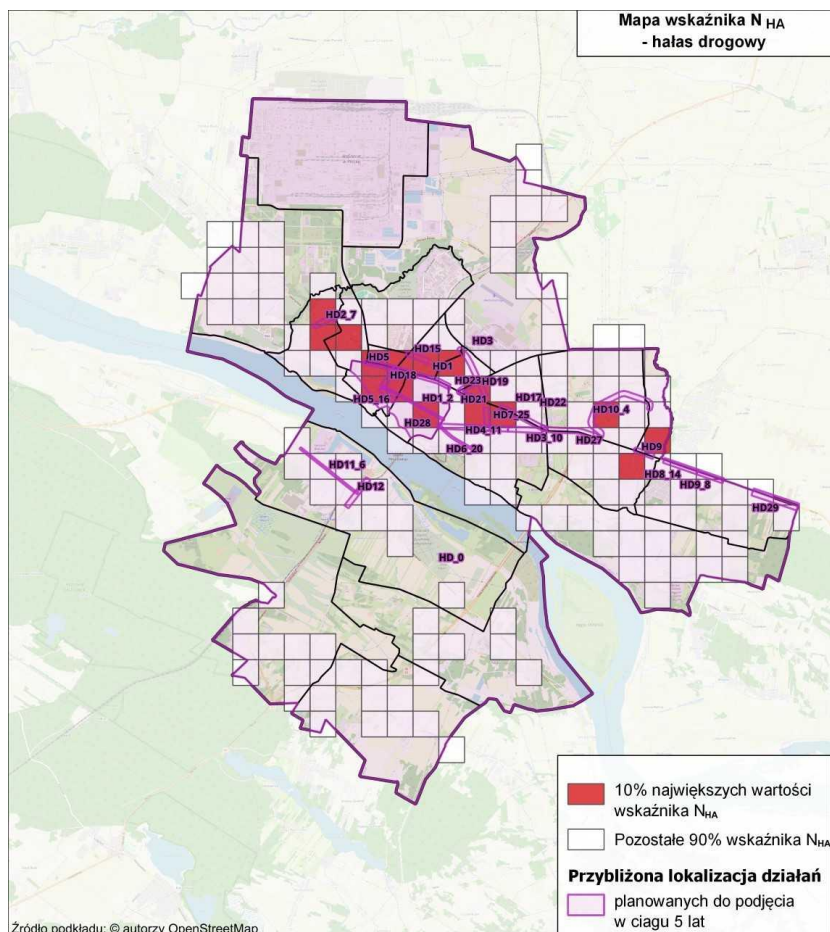 Mapa wskaźnika N HA
- hałas drogowy
HD2_7
HD3
HD15
HD5
HD1
HD18
HD23
HD19
HD5_16
HD1_2
HD21
HD17
HD22
HD10_4
HD7-25
HD28
HD4_11
HD3_10
HD27
HD9
HD6_20
HD11_6
HD8_14
HD9_8
HD12
HD29
HD_0
10% największych wartości
wskaźnika NHA
Pozostałe 90% wskaźnika NHA
Przybliżona lokalizacja działań
planowanych do podjęcia
w ciagu 5 lat
Źródło podkładu: © autorzy OpenStreetMap